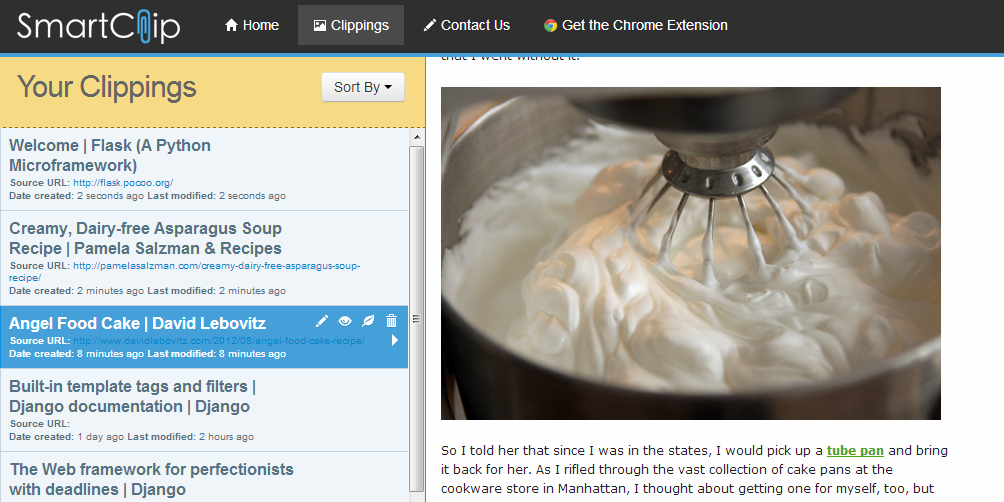 SmartClip
Home
Clippings
Contact Us
Get the Chrome Extension
Your Clippings
Sort By
Welcome | Flask (A Python
Microframework)
Source URL: http://flask.pocoo.org/
Date created: 2 seconds ago Last modified: 2 seconds ago
Creamy, Dairy-free Asparagus Soup
Recipe | Pamela Salzman & Recipes
Source URL: http://pamelasalzman.com/creamy-dairy-free-asparagus-soup-
recipe/
Date created: 2 minutes ago Last modified: 2 minutes ago
Angel Food Cake | David Lebovitz
Source URL: http://www.davidlebovitz.com/2012/08/angel-food-cake-recipe/
Date created: 8 minutes ago Last modified: 8 minutes ago
Built-in template tags and filters |
Django documentation | Django
Source URL:
Date created: 1 day ago Last modified: 2 hours ago
The Web framework for perfectionists
with deadlines | Django
that I went without it.
So I told her that since I was in the states, I would pick up a tube pan and bring
it back for her. As I rifled through the vast collection of cake pans at the
cookware store in Manhattan, I thought about getting one for myself, too, but